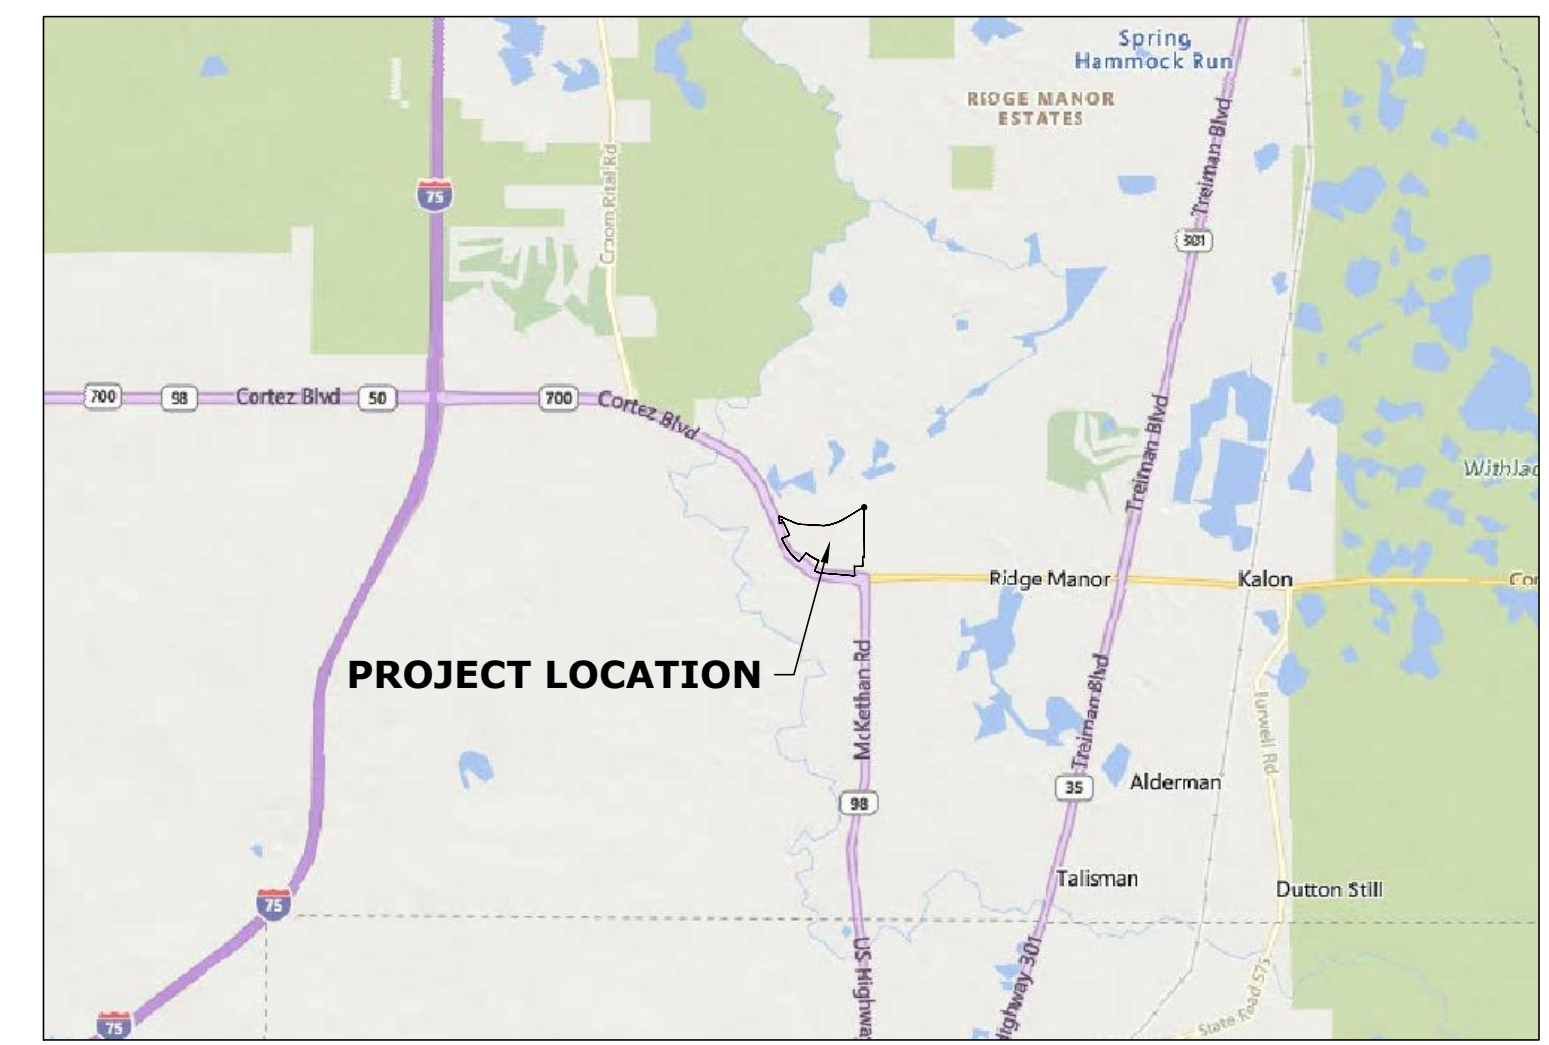 Spring
Hammock Run
RIDGE MANOR
ESTATES
Treiman Blvd
75
Croom Rital Rd
301
700
98
Cortez Blvd
50
700
Cortez Blvd
Treiman Blvd
Withlac
Ridge Manor
Kalon
Cor
PROJECT LOCATION
McKethan Rd
Treiman Blvd
98
35
Alderman
Talisman
Dutton Still
75
US Highwa
Highway 301
State Road 575
75